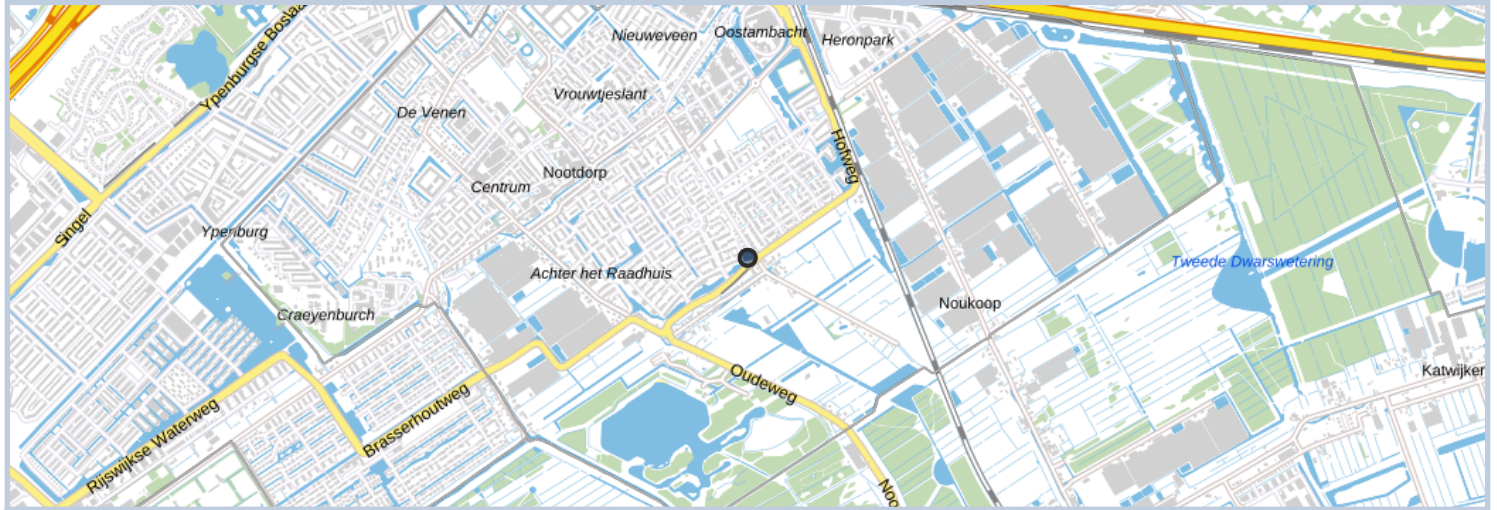 Ypenburgse Boslaa
Nieuweveen
Oostambacht
Heronpark
Vrouwtjeslant
De Venen
Hofweg
Nootdorp
Centrum
Singel
Ypenburg
Achter het Raadhuis
Tweede Dwarswetering
Craeyenburch
Noukoop
Oudeweg
Katwijker
Brasserhoutweg
Rijswijkse Waterweg
Noo